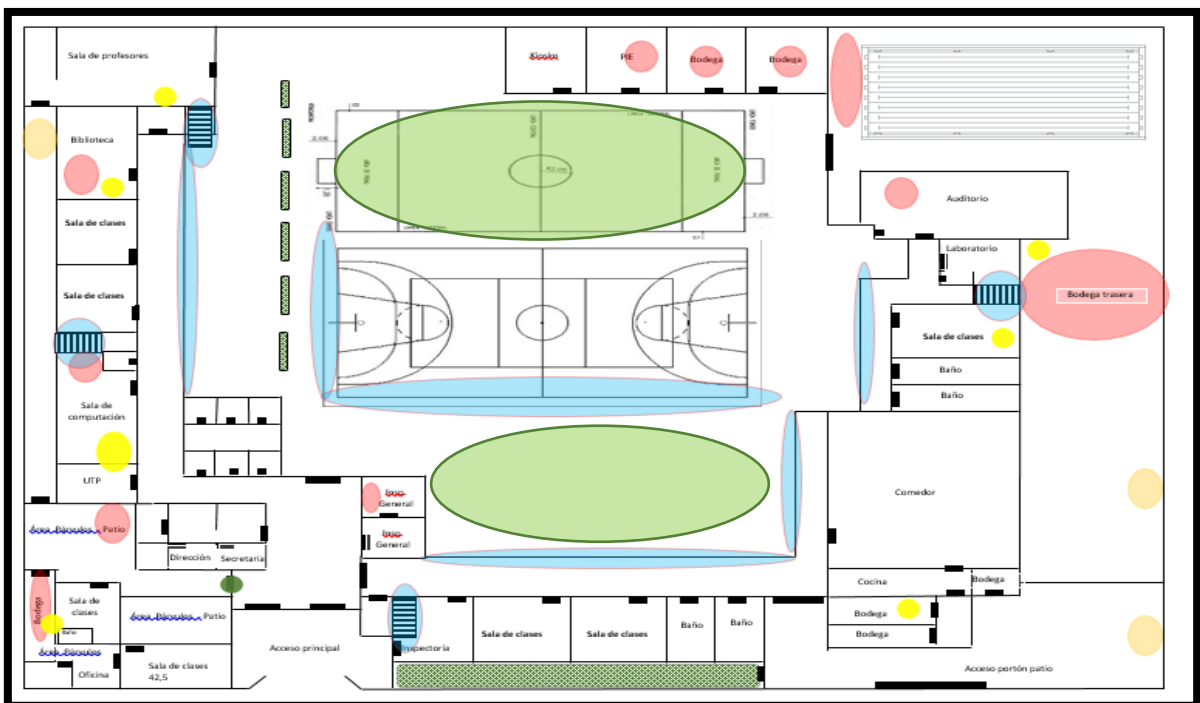 Sala de profesores
Kiosko
PIE
Bodega
Bodega
Biblioteca
Auditorio
Sala de clases
Laboratorio
Sala de clases
Bodega trasera
Sala de clases
Baño
Baño
Sala de
computación
UTP
Comedor
Insp.
General
Insp.
General
Área Párvulos Patio
Dirección
Secretaría
Bodega
Sala de
clases
Baño
Área Párvulos Patio
Área Párvulos
Oficina
Sala de clases
42,5
Acceso principal
Inspectoría
Sala de clases
Sala de clases
Baño
Baño
Cocina
Bodega
Bodega
Bodega
Acceso portón patio